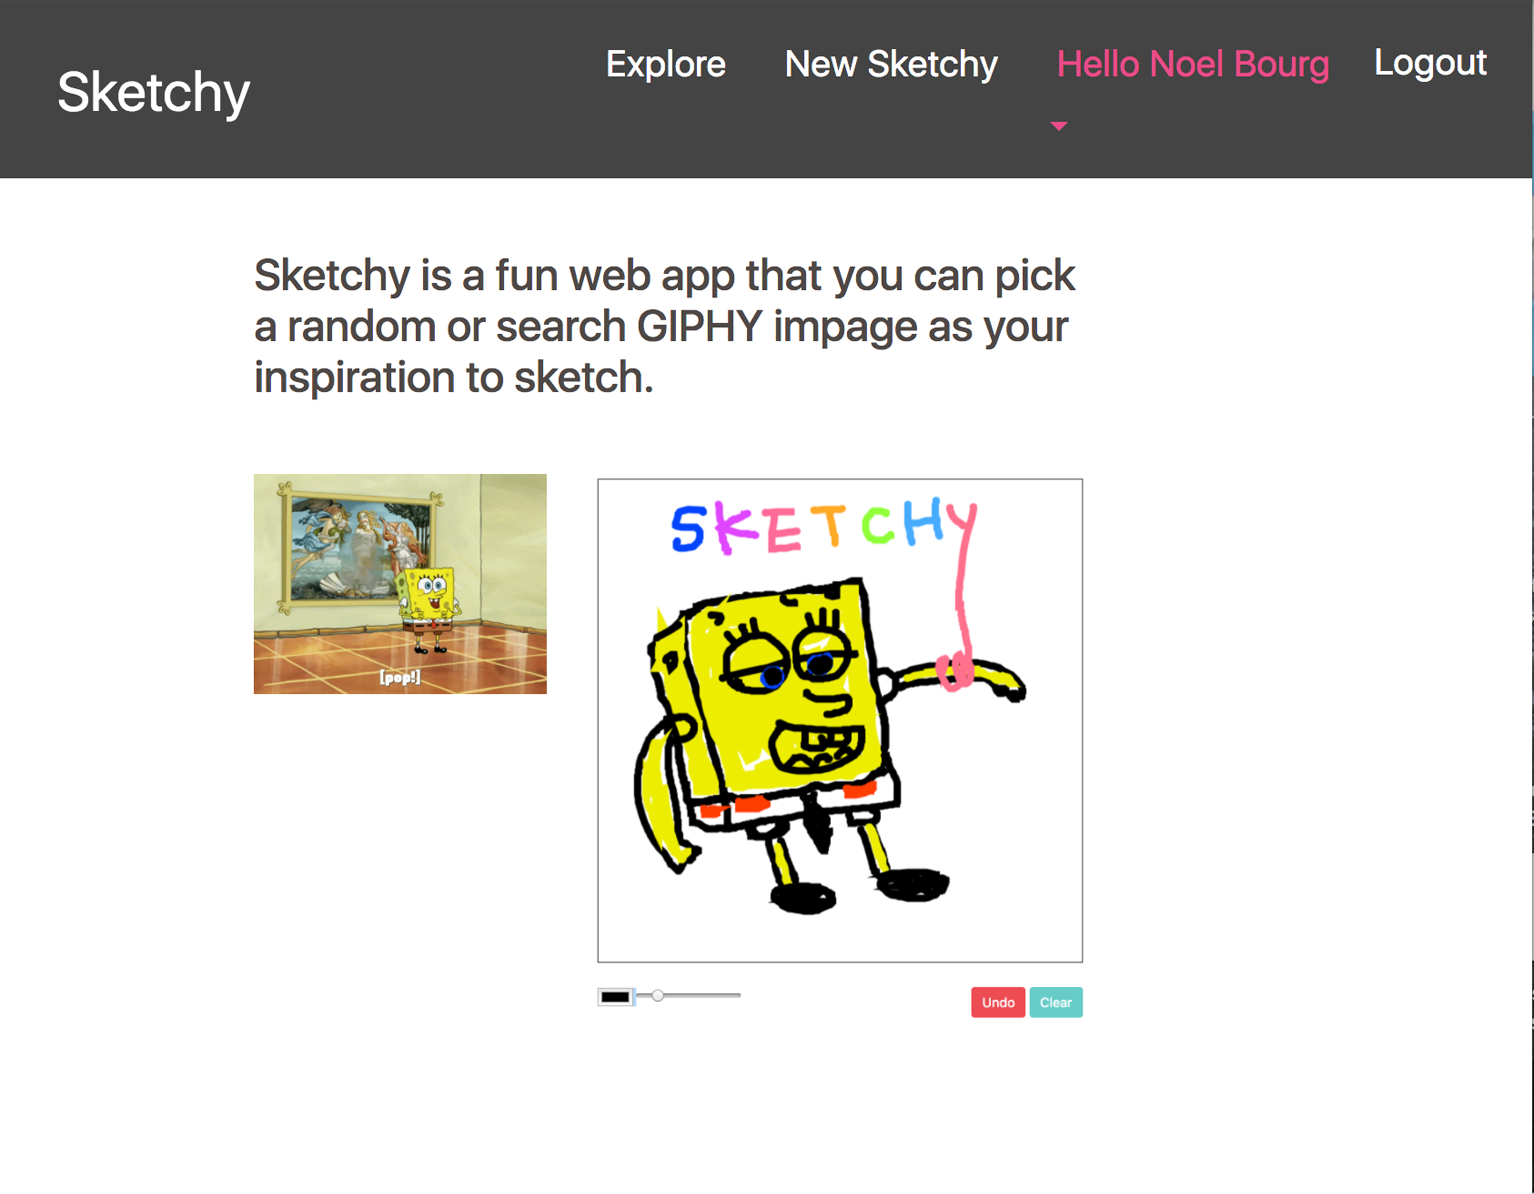 Sketchy
Explore
New Sketchy
Hello Noel Bourg
Logout
Sketchy is a fun web app that you can pick
a random or search GIPHY impage as your
inspiration to sketch.
[pop!]
SKETCHY
Undo
Clear